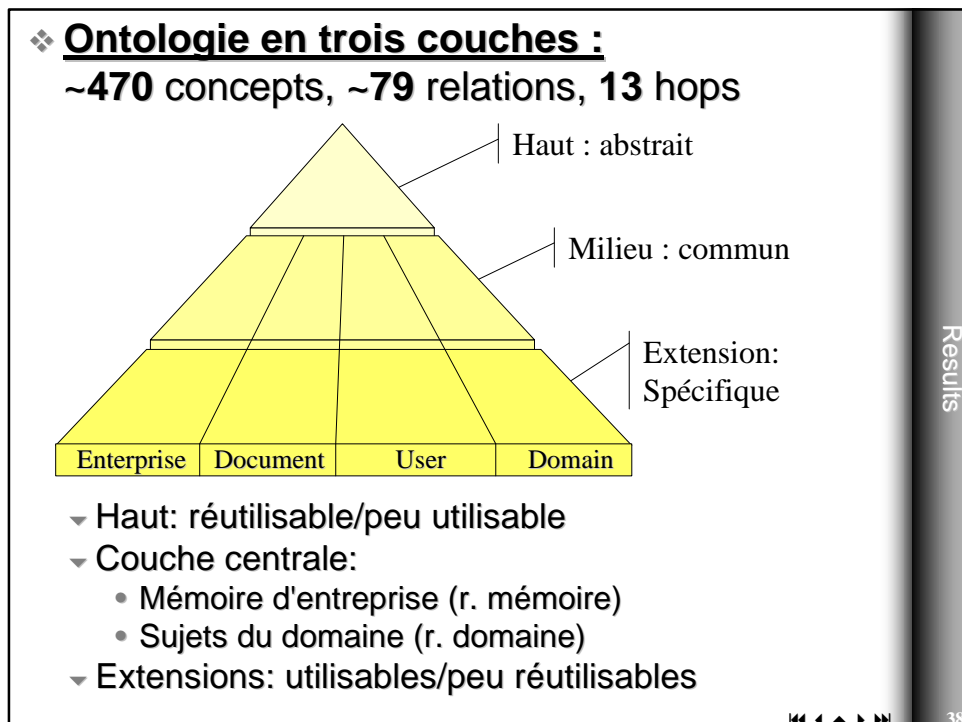 Ontologie en trois couches :
~470 concepts, ~79 relations, 13 hops
Haut : abstrait
Milieu : commun
Extension:
Spécifique
Enterprise Document User Domain
Haut: réutilisable/peu utilisable
Couche centrale:
Mémoire d'entreprise (r. mémoire)
Sujets du domaine (r. domaine)
Extensions: utilisables/peu réutilisables
Results
38